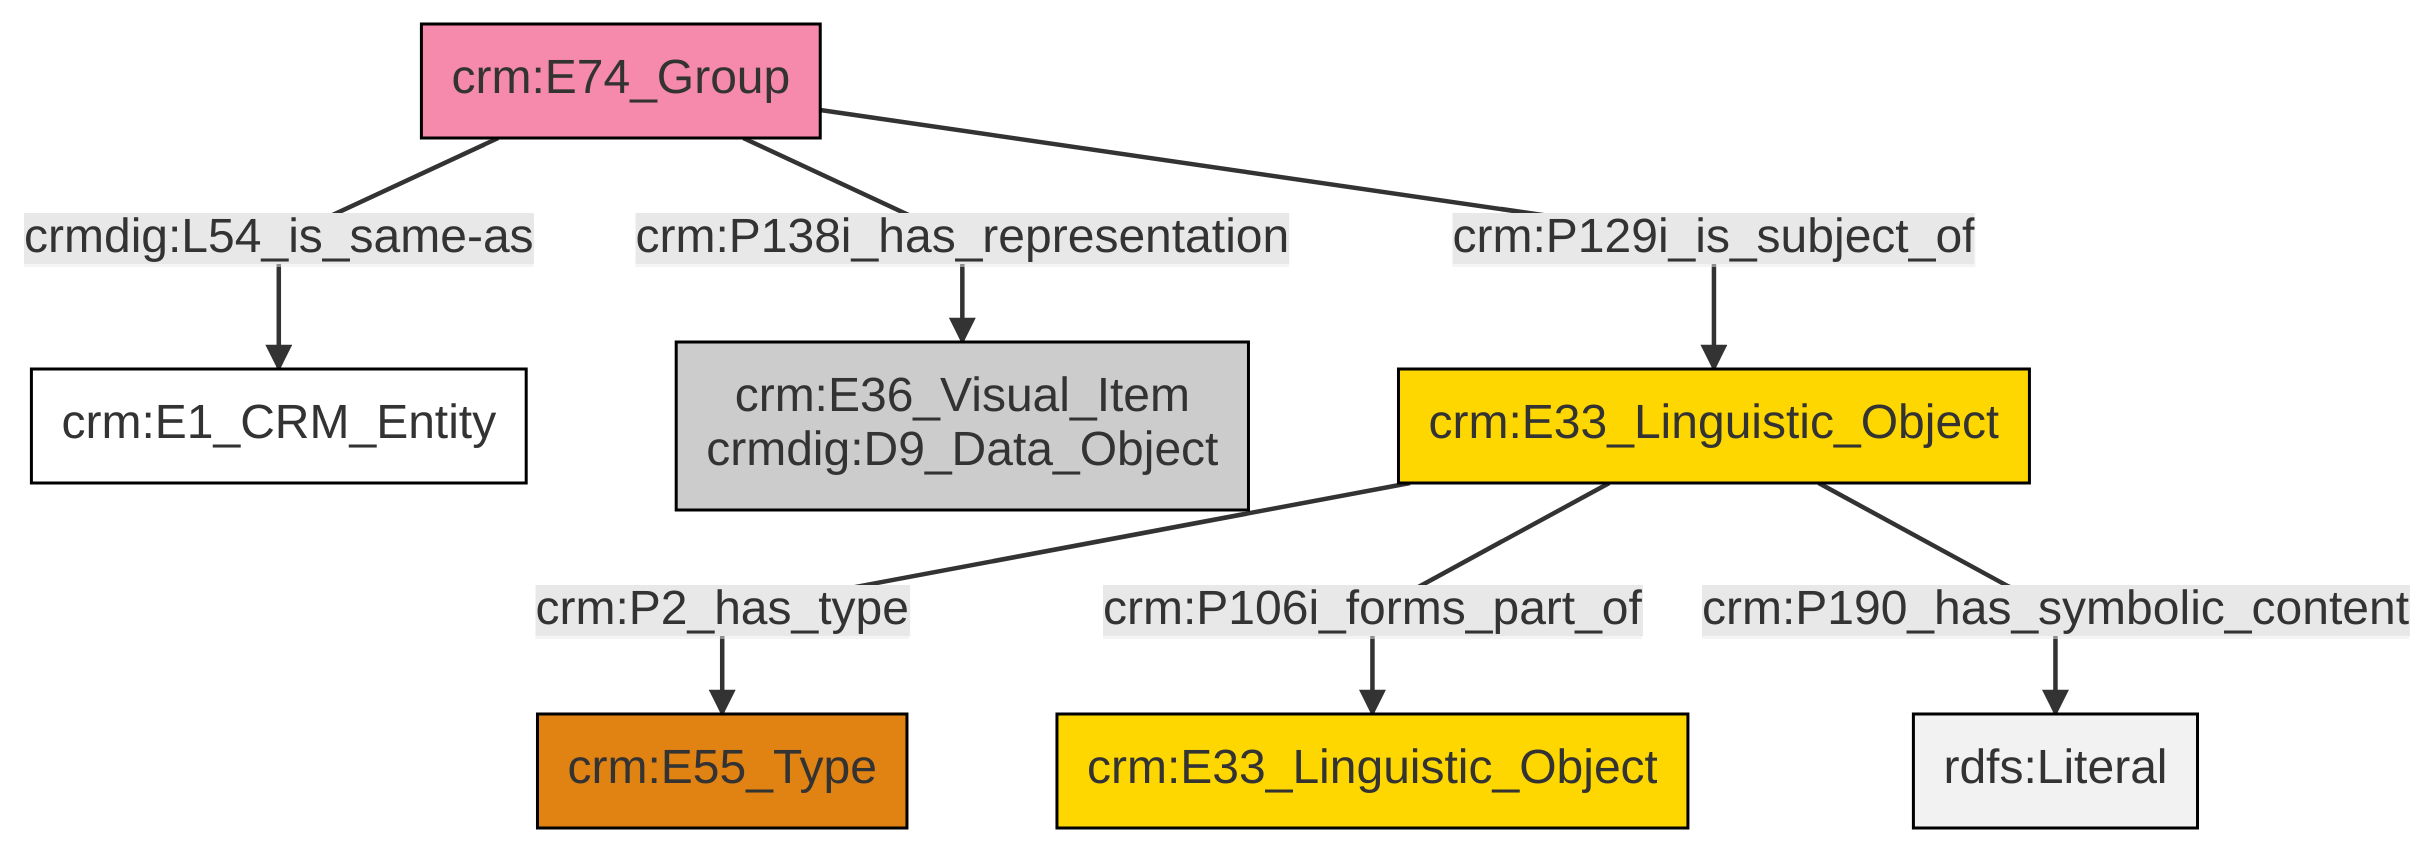 crm:E74_Group
crmdig:L54_is_same-as
crm:P138i_has_representation
crm:P129i_is_subject_of
crm:E1_CRM_Entity
crm:E36_Visual_Item
crmdig:D9_Data_Object
crm:E33_Linguistic_Object
crm:P2_has_type
crm:P106i_forms_part_of
crm:P190_has_symbolic_content
crm:E55_Type
crm:E33_Linguistic_Object
rdfs:Literal